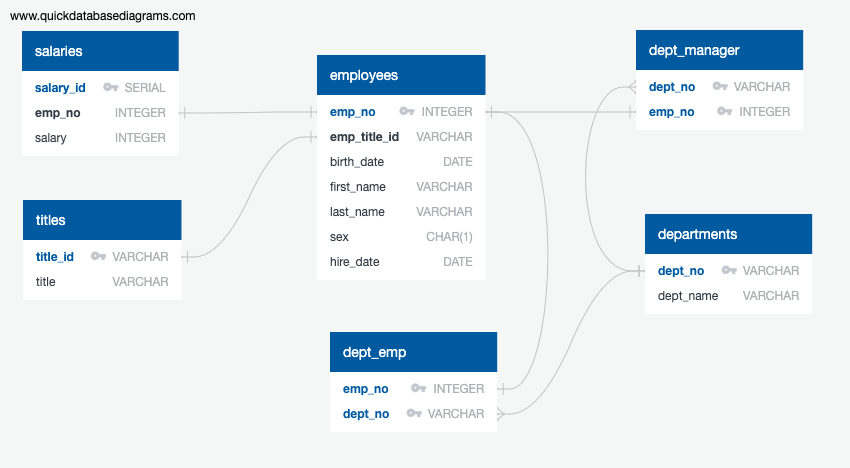 www.quickdatabasediagrams.com
salaries
salary_id SERIAL
emp_no INTEGER
salary INTEGER
titles
title_id VARCHAR
title VARCHAR
employees
emp_no INTEGER
emp_title_id VARCHAR
birth_date DATE
first_name VARCHAR
last_name VARCHAR
sex CHAR(1)
hire_date DATE
dept_emp
emp_no INTEGER
dept_no VARCHAR
dept_manager
dept_no VARCHAR
emp_no INTEGER
departments
dept_no VARCHAR
dept_name VARCHAR